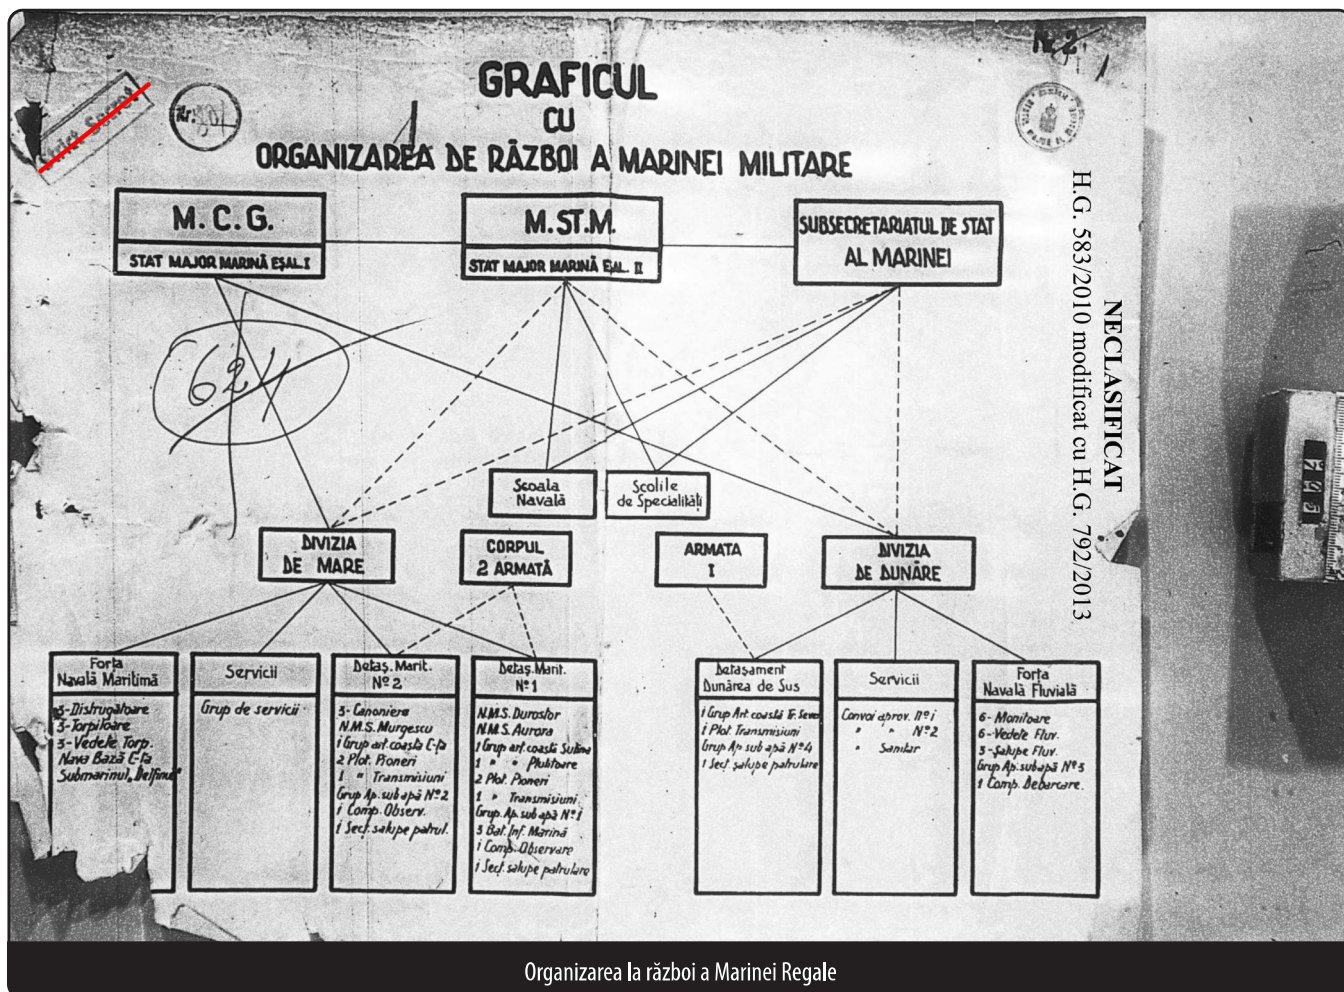 Strict Secret
Nr. 2
1
GRAFICUL
CU
ORGANIZAREA DE RĂZBOI A MARINEI MILITARE
M. C. G.
STAT MAJOR MARINĂ EȘAL. I
M. ST. M.
STAT MAJOR MARINĂ EȘAL. II
SUBSECRETARIATUL DE STAT
AL MARINEI
621
Școala
Navală
Școlile
de Specialități
DIVIZIA
DE MARE
CORPUL
2 ARMATĂ
ARMATA
I
DIVIZIA
DE DUNĂRE
Forța
Navală Maritimă
3-Distrugătoare
3-Torpiloare
3-Vedete Torp.
Nava Bază C-ța
Submarinul „Delfinul”
Servicii
Grup de servicii
Detaș. Marit.
Nº 2
3- Canoniere
N.M.S. Murgescu
1 Grup art. coastă C-ța
2 Plot. Pioneri
1 " Transmisiuni
Grup Ap. sub apă Nº 2
1 Comp. Observ.
1 Secț. șalupe patrul.
Detaș. Marit.
Nº 1
N.M.S. Durostor
N.M.S. Aurora
1 Grup art. coastă Sulina
1 " " Plutitoare
2 Plot. Pioneri
1 " Transmisiuni
Grup. Ap. sub apă Nº 1
3 Bat. Inf. Marină
1 Comp. Observare
1 Secț. șalupe patrulare
Detașament
Dunărea de Sus
1 Grup Art. coastă Tr. Sever
1 Plot. Transmisiuni
Grup Ap sub apă Nº 4
1 Secț. șalupe patrulare
Servicii
Convoi aprov. Nº 1
" " Nº 2
" Sanitar
Forța
Navală Fluvială
6- Monitoare
6- Vedete Fluv.
3- Șalupe Fluv.
Grup Ap. sub apă Nº 3
1 Comp. Debarcare.
NECLASIFICAT
H.G. 583/2010 modificat cu H.G. 792/2013
Organizarea la război a Marinei Regale